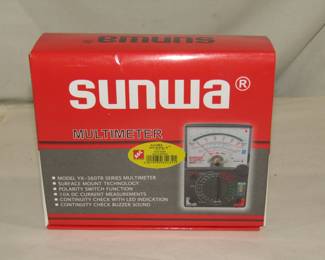 sunwa
sunwa®
MULTIMETER
• MODEL YX-360TR SERIES MULTIMETER
• SURFACE MOUNT TECHNOLOGY
• POLARITY SWITCH FUNCTION
• 10A DC CURRENT MEASUREMENTS
• CONTINUITY CHECK WITH LED INDICATION
• CONTINUITY CHECK BUZZER SOUND